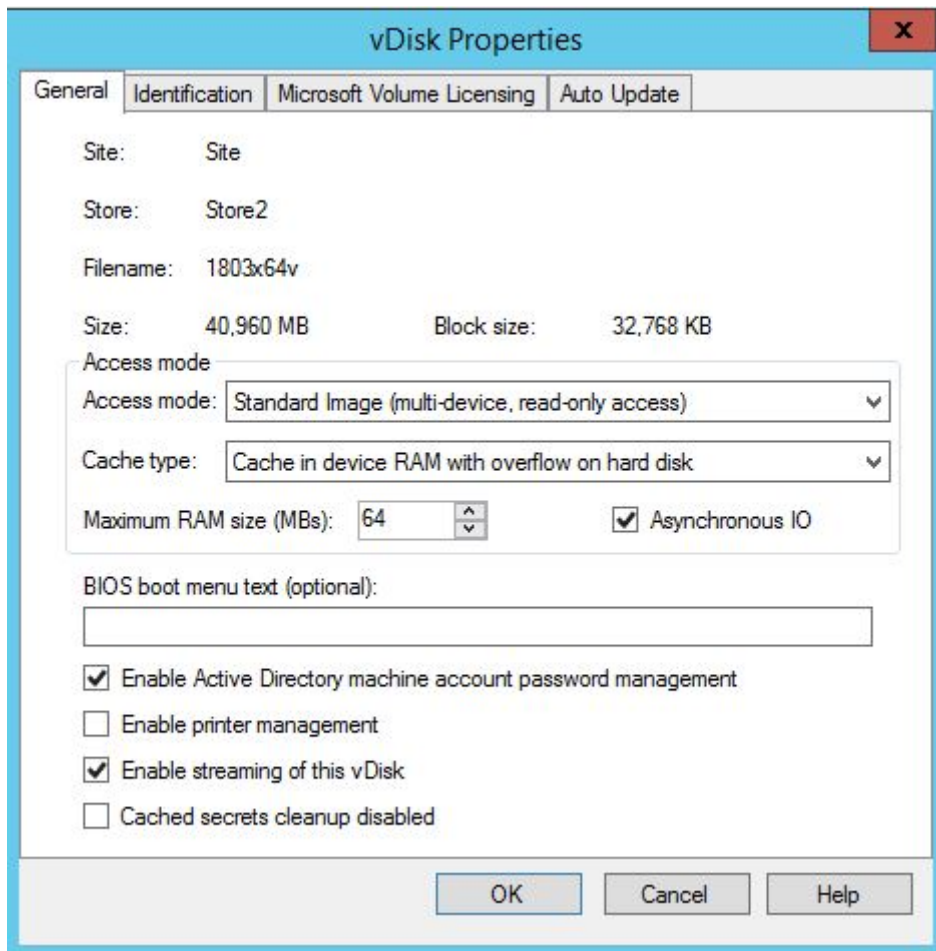 vDisk Properties
x
General Identification Microsoft Volume Licensing Auto Update
Site: Site
Store: Store2
Filename: 1803x64v
Size: 40,960 MB Block size: 32,768 KB
Access mode
Access mode: Standard Image (multi-device, read-only access)
Cache type: Cache in device RAM with overflow on hard disk
Maximum RAM size (MBs): 64 Asynchronous IO
BIOS boot menu text (optional):
Enable Active Directory machine account password management
Enable printer management
Enable streaming of this vDisk
Cached secrets cleanup disabled
OK Cancel Help